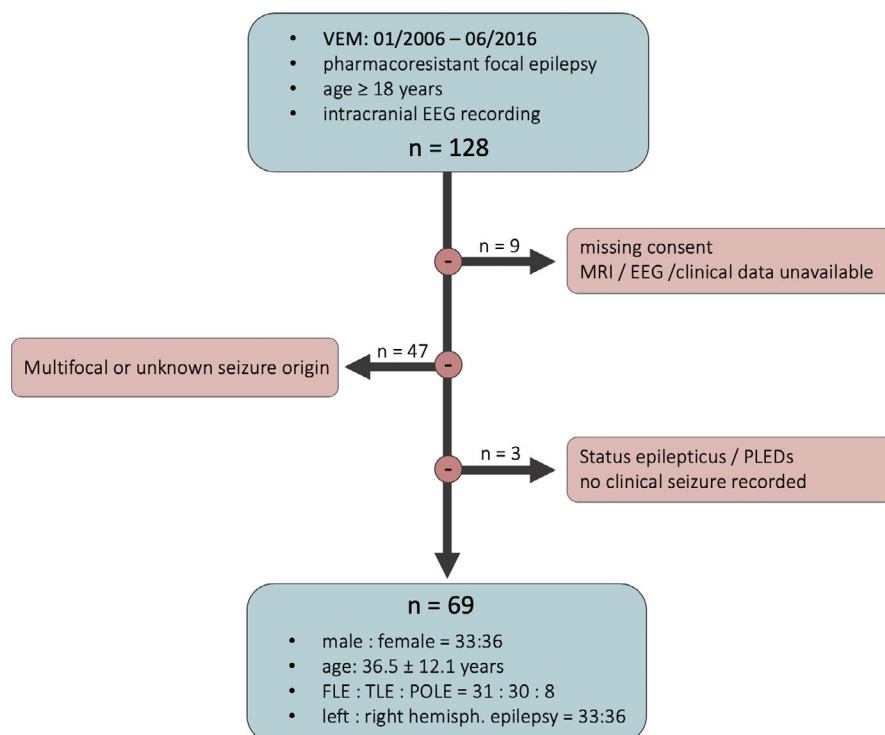 • VEM: 01/2006 – 06/2016
• pharmacoresistant focal epilepsy
• age ≥ 18 years
• intracranial EEG recording
n = 128
n = 9
missing consent
MRI / EEG /clinical data unavailable
-
n = 47
Multifocal or unknown seizure origin
-
n = 3
Status epilepticus / PLEDs
no clinical seizure recorded
-
n = 69
• male : female = 33:36
• age: 36.5 ± 12.1 years
• FLE : TLE : POLE = 31 : 30 : 8
• left : right hemisph. epilepsy = 33:36